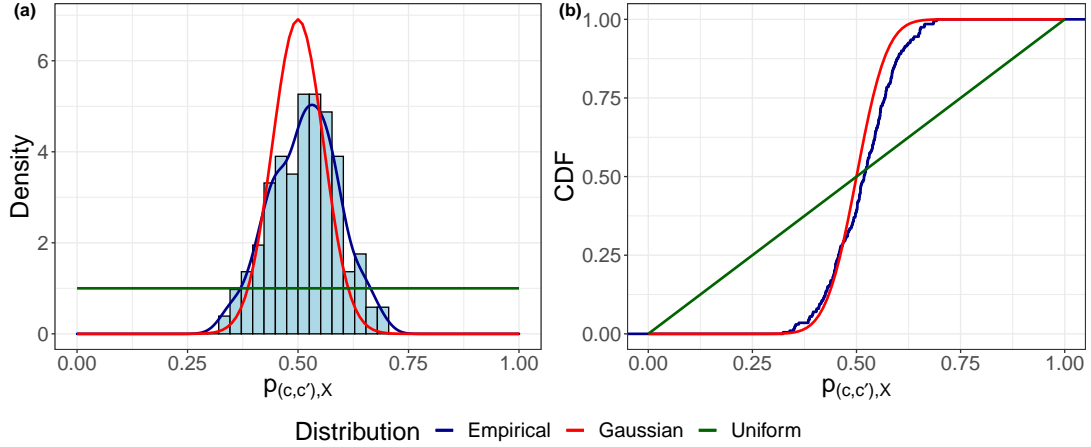 (a)
Density
6
4
2
0
0.00 0.25 0.50 0.75 1.00
p(c,c′),X
(b)
CDF
1.00
0.75
0.50
0.25
0.00
0.00 0.25 0.50 0.75 1.00
p(c,c′),X
Distribution Empirical Gaussian Uniform